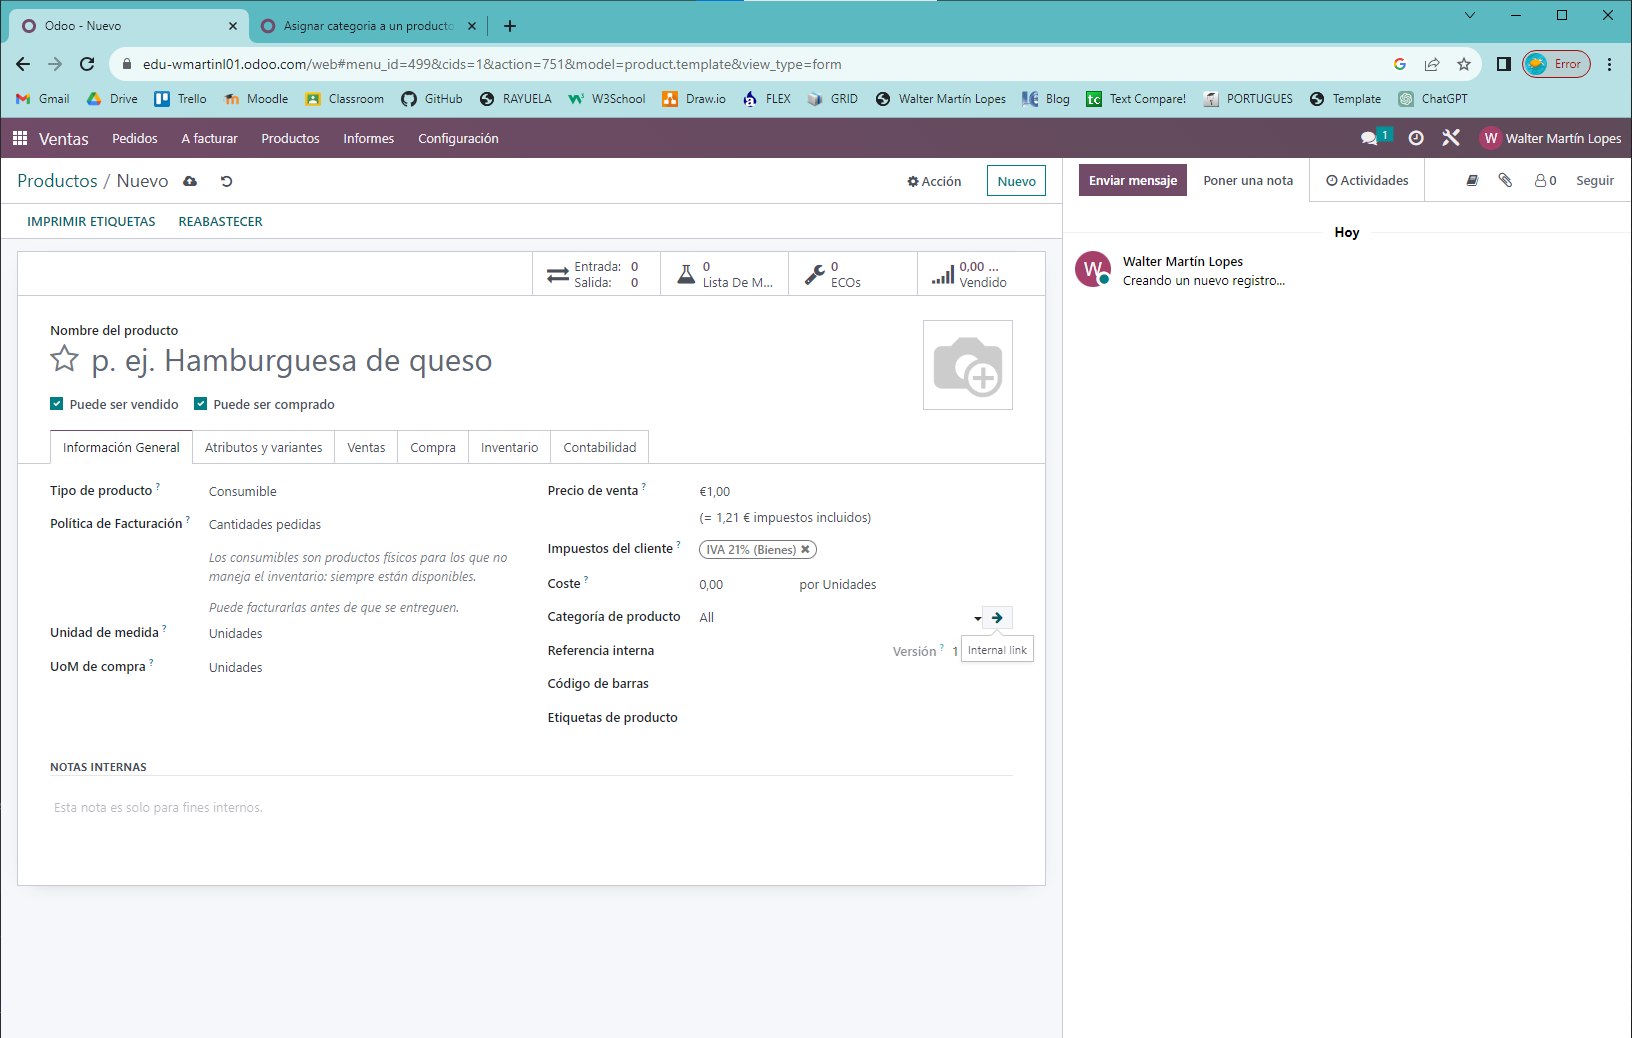 Odoo - Nuevo
Asignar categoria a un producto
edu-wmartinl01.odoo.com/web#menu_id=499&cids=1&action=751&model=product.template&view_type=form
Error
Gmail Drive Trello Moodle Classroom GitHub RAYUELA W3School Draw.io FLEX GRID Walter Martín Lopes Blog Text Compare! PORTUGUES Template ChatGPT
Ventas Pedidos A facturar Productos Informes Configuración 1 W Walter Martín Lopes
Productos / Nuevo Acción Nuevo
Enviar mensaje Poner una nota Actividades 0 Seguir
IMPRIMIR ETIQUETAS REABASTECER
Hoy
W Walter Martín Lopes
Creando un nuevo registro...
Entrada: 0
Salida: 0
0
Lista De M...
0
ECOs
0,00 ...
Vendido
Nombre del producto
p. ej. Hamburguesa de queso
Puede ser vendido Puede ser comprado
Información General Atributos y variantes Ventas Compra Inventario Contabilidad
Tipo de producto ? Consumible
Política de Facturación ? Cantidades pedidas
Los consumibles son productos físicos para los que no
maneja el inventario: siempre están disponibles.
Puede facturarlas antes de que se entreguen.
Unidad de medida ? Unidades
UoM de compra ? Unidades
Precio de venta ? €1,00
(= 1,21 € impuestos incluidos)
Impuestos del cliente ? IVA 21% (Bienes)
Coste ? 0,00 por Unidades
Categoría de producto All
Referencia interna Versión ? 1
Internal link
Código de barras
Etiquetas de producto
NOTAS INTERNAS
Esta nota es solo para fines internos.